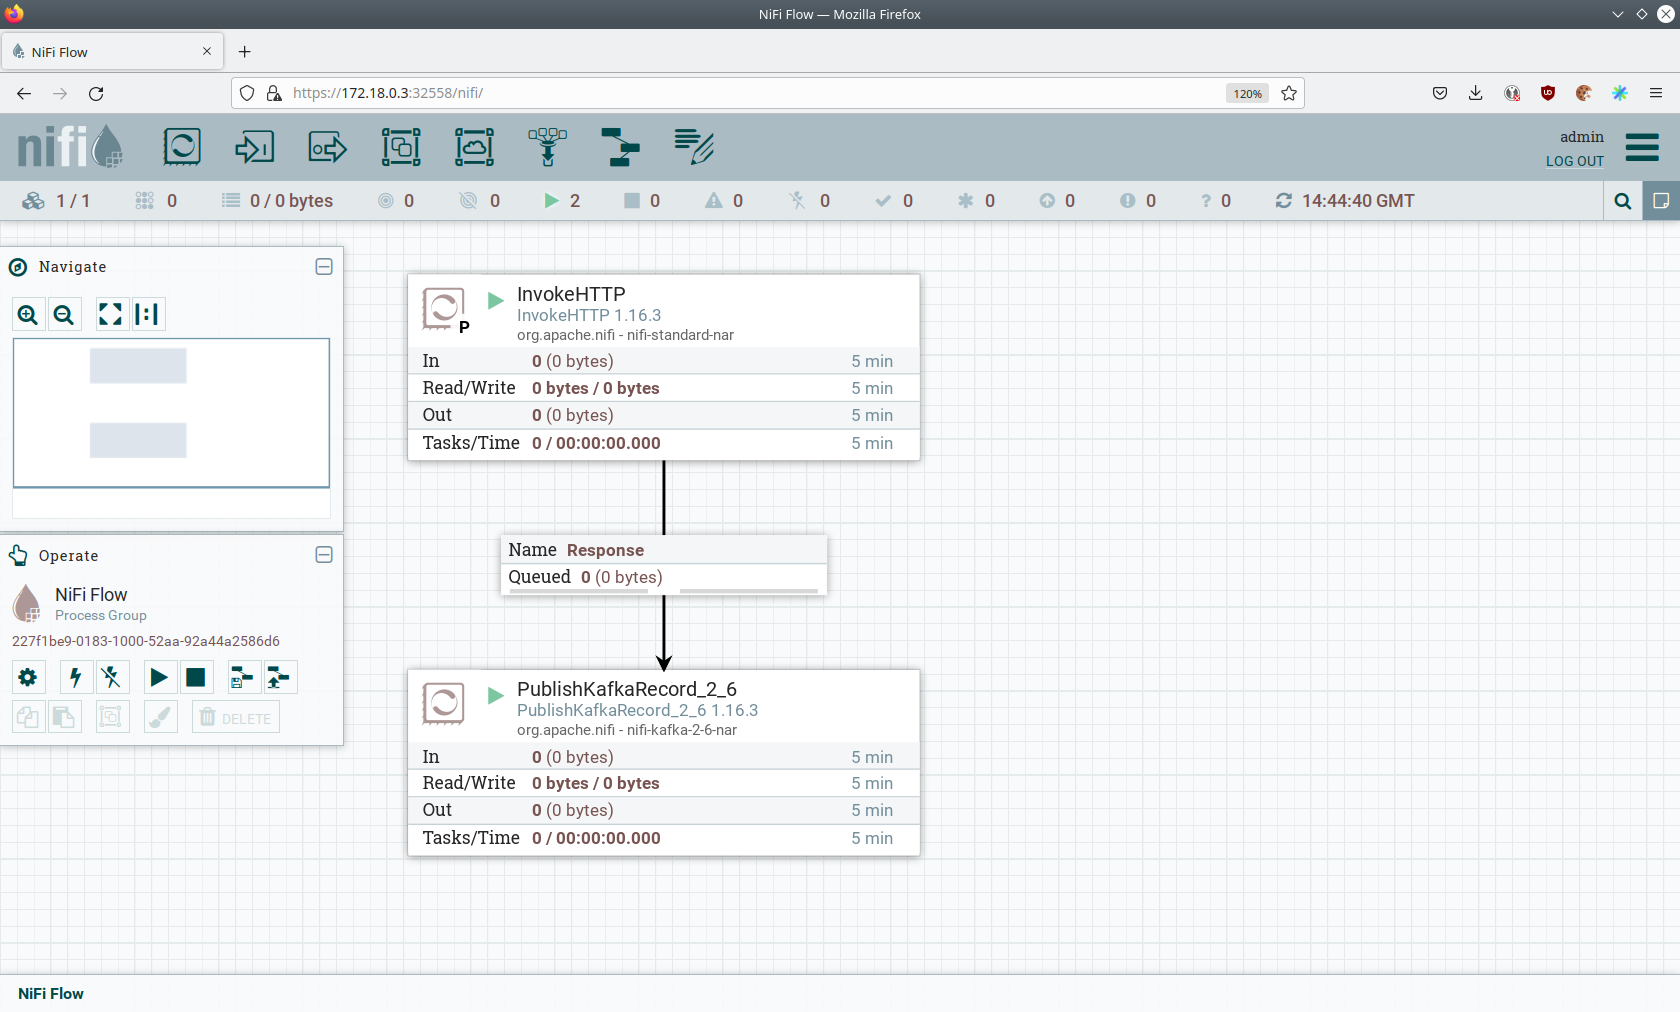 NiFi Flow — Mozilla Firefox
NiFi Flow
https://172.18.0.3:32558/nifi/
120%
nifi
admin
LOG OUT
1 / 1 0 0 / 0 bytes 0 0 2 0 0 0 0 0 0 0 ? 0 14:44:40 GMT
Navigate
Operate
NiFi Flow
Process Group
227f1be9-0183-1000-52aa-92a44a2586d6
DELETE
InvokeHTTP
InvokeHTTP 1.16.3
org.apache.nifi - nifi-standard-nar
P
In 0 (0 bytes) 5 min
Read/Write 0 bytes / 0 bytes 5 min
Out 0 (0 bytes) 5 min
Tasks/Time 0 / 00:00:00.000 5 min
Name Response
Queued 0 (0 bytes)
PublishKafkaRecord_2_6
PublishKafkaRecord_2_6 1.16.3
org.apache.nifi - nifi-kafka-2-6-nar
In 0 (0 bytes) 5 min
Read/Write 0 bytes / 0 bytes 5 min
Out 0 (0 bytes) 5 min
Tasks/Time 0 / 00:00:00.000 5 min
NiFi Flow